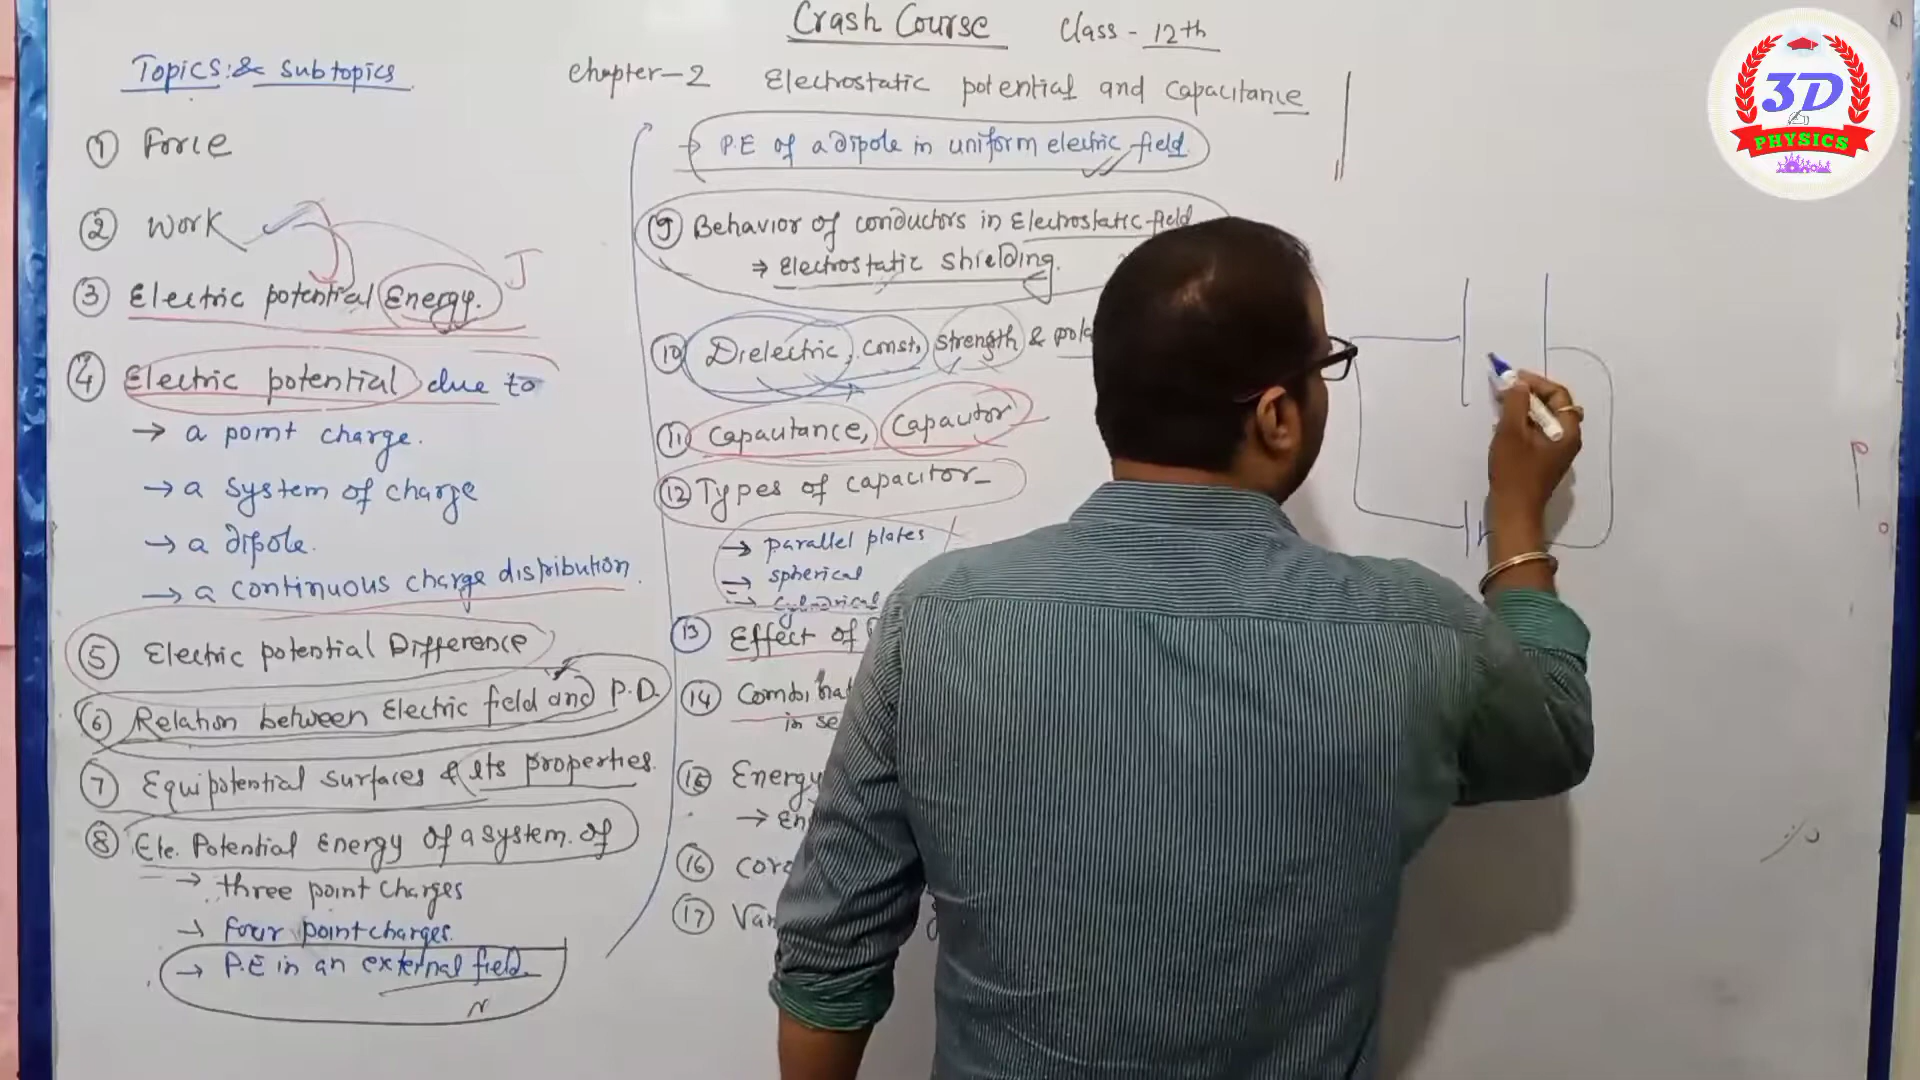 Crash Course Class - 12th
Topics:& Subtopics
Chapter-2 Electrostatic potential and Capacitance
① Force
② Work
③ Electric potential Energy. J
④ Electric potential due to
→ a point charge.
→ a system of charge
→ a dipole.
→ a continuous charge distribution
⑤ Electric potential Difference
⑥ Relation between Electric field and P.D.
⑦ Equipotential surfaces & its properties.
⑧ Ele. Potential Energy of a system of
→ three point charges
→ four point charges.
→ P.E in an external field
→ P.E of a dipole in uniform electric field.
⑨ Behavior of conductors in Electrostatic field
⇒ Electrostatic Shielding.
⑩ Dielectric, const, strength &
⑪ Capacitance, Capacitor
⑫ Types of capacitor
→ parallel plates
→ spherical
→ cylindrical
⑬ Effect of
⑭
in
⑮ Energy
→
⑯
⑰
3D
PHYSICS